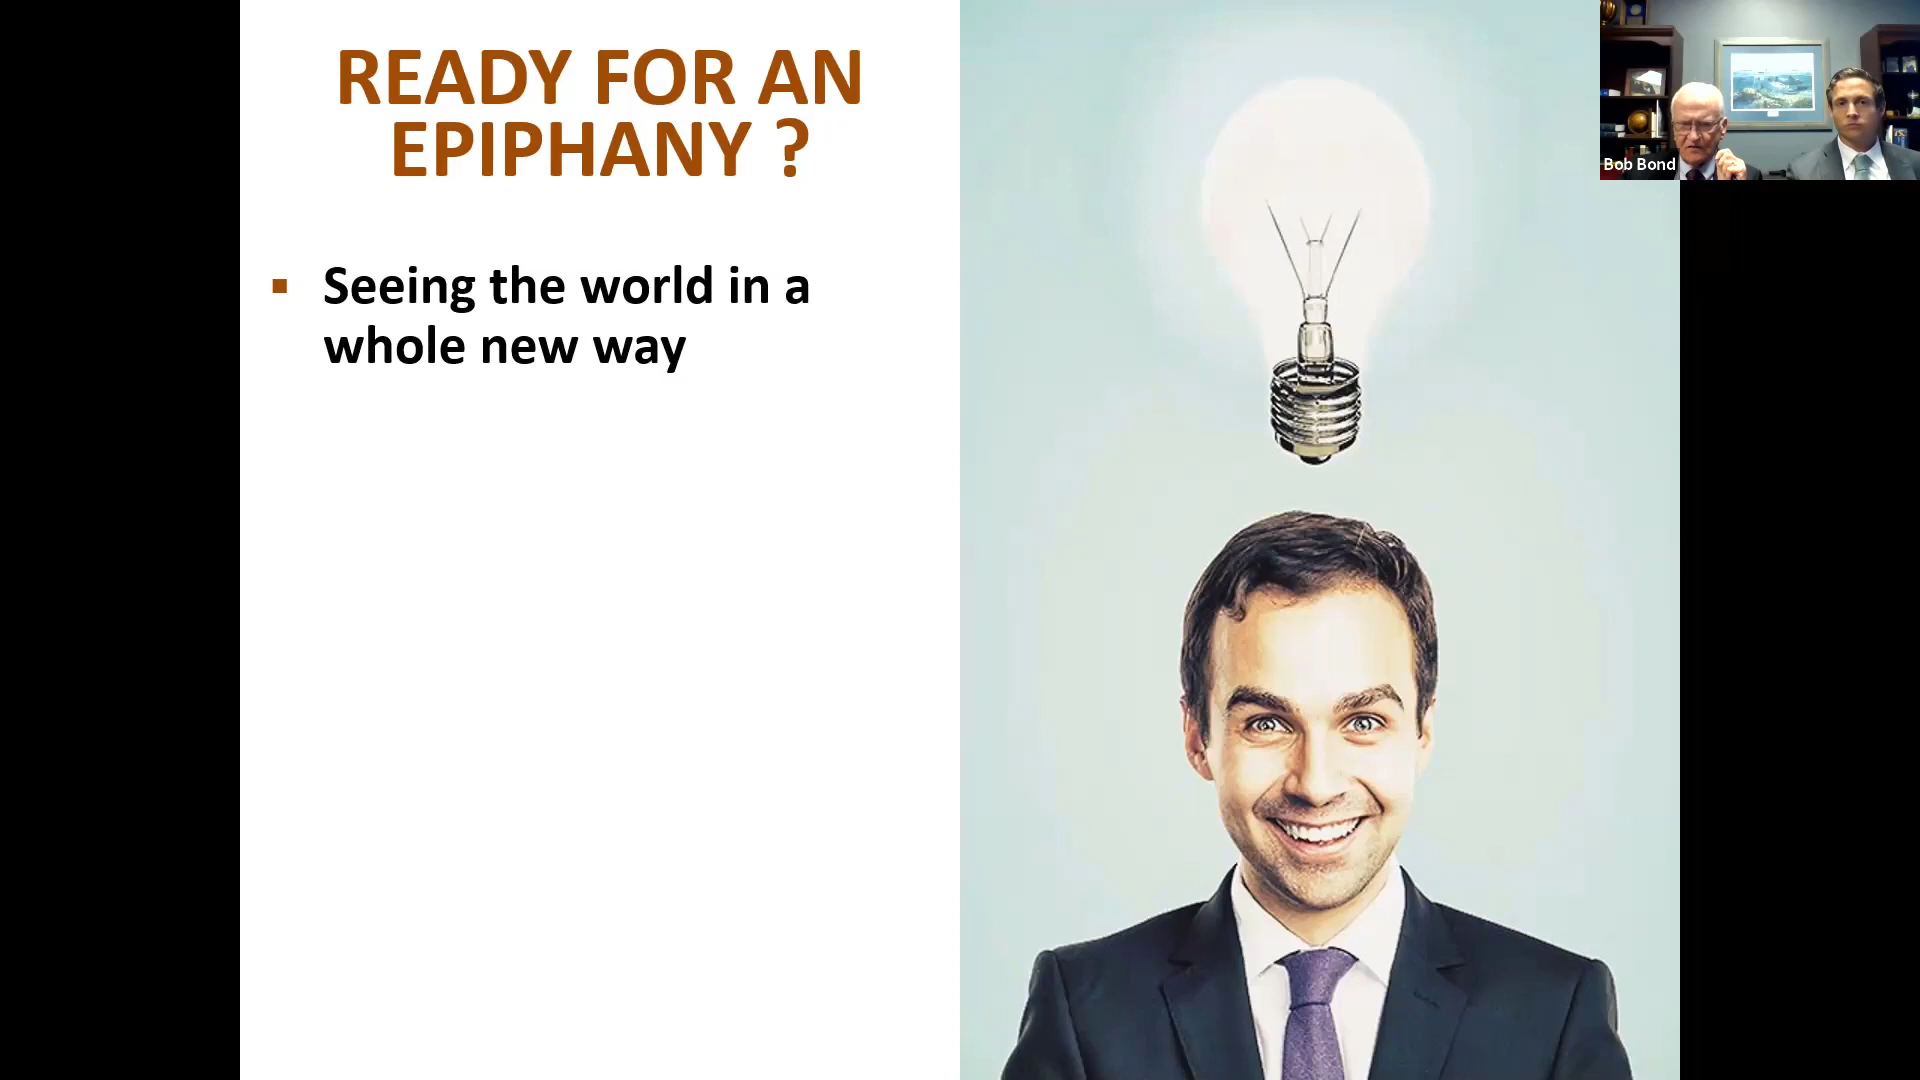 READY FOR AN
EPIPHANY ?
▪ Seeing the world in a
whole new way
Bob Bond